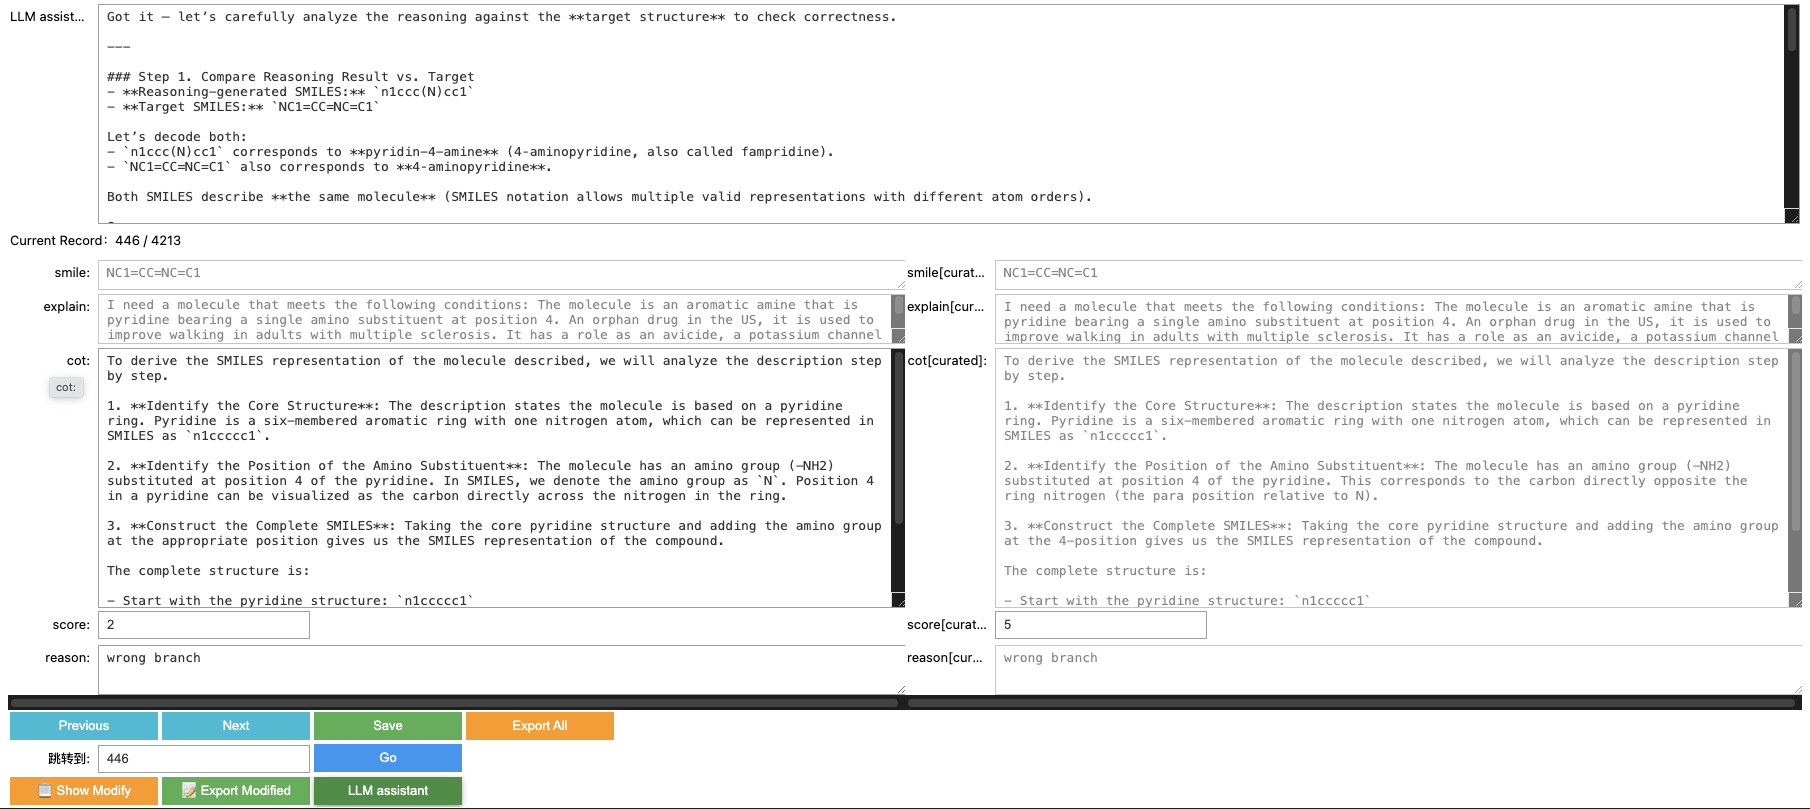 LLM assist...
Got it — let’s carefully analyze the reasoning against the **target structure** to check correctness.
---
### Step 1. Compare Reasoning Result vs. Target
- **Reasoning-generated SMILES:** `n1ccc(N)cc1`
- **Target SMILES:** `NC1=CC=NC=C1`
Let’s decode both:
- `n1ccc(N)cc1` corresponds to **pyridin-4-amine** (4-aminopyridine, also called fampridine).
- `NC1=CC=NC=C1` also corresponds to **4-aminopyridine**.
Both SMILES describe **the same molecule** (SMILES notation allows multiple valid representations with different atom orders).
Current Record: 446 / 4213
smile:
NC1=CC=NC=C1
smile[curat...
NC1=CC=NC=C1
explain:
I need a molecule that meets the following conditions: The molecule is an aromatic amine that is
pyridine bearing a single amino substituent at position 4. An orphan drug in the US, it is used to
improve walking in adults with multiple sclerosis. It has a role as an avicide, a potassium channel
explain[cur...
I need a molecule that meets the following conditions: The molecule is an aromatic amine that is
pyridine bearing a single amino substituent at position 4. An orphan drug in the US, it is used to
improve walking in adults with multiple sclerosis. It has a role as an avicide, a potassium channel
cot:
cot:
To derive the SMILES representation of the molecule described, we will analyze the description step
by step.
1. **Identify the Core Structure**: The description states the molecule is based on a pyridine
ring. Pyridine is a six-membered aromatic ring with one nitrogen atom, which can be represented in
SMILES as `n1ccccc1`.
2. **Identify the Position of the Amino Substituent**: The molecule has an amino group (-NH2)
substituted at position 4 of the pyridine. In SMILES, we denote the amino group as `N`. Position 4
in a pyridine can be visualized as the carbon directly across the nitrogen in the ring.
3. **Construct the Complete SMILES**: Taking the core pyridine structure and adding the amino group
at the appropriate position gives us the SMILES representation of the compound.
The complete structure is:
- Start with the pyridine structure: `n1ccccc1`
cot[curated]:
To derive the SMILES representation of the molecule described, we will analyze the description step
by step.
1. **Identify the Core Structure**: The description states the molecule is based on a pyridine
ring. Pyridine is a six-membered aromatic ring with one nitrogen atom, which can be represented in
SMILES as `n1ccccc1`.
2. **Identify the Position of the Amino Substituent**: The molecule has an amino group (-NH2)
substituted at position 4 of the pyridine. This corresponds to the carbon directly opposite the
ring nitrogen (the para position relative to N).
3. **Construct the Complete SMILES**: Taking the core pyridine structure and adding the amino group
at the 4-position gives us the SMILES representation of the compound.
The complete structure is:
- Start with the pyridine structure: `n1ccccc1`
score:
2
score[curat...
5
reason:
wrong branch
reason[cur...
wrong branch
Previous
Next
Save
Export All
跳转到:
446
Go
Show Modify
Export Modified
LLM assistant